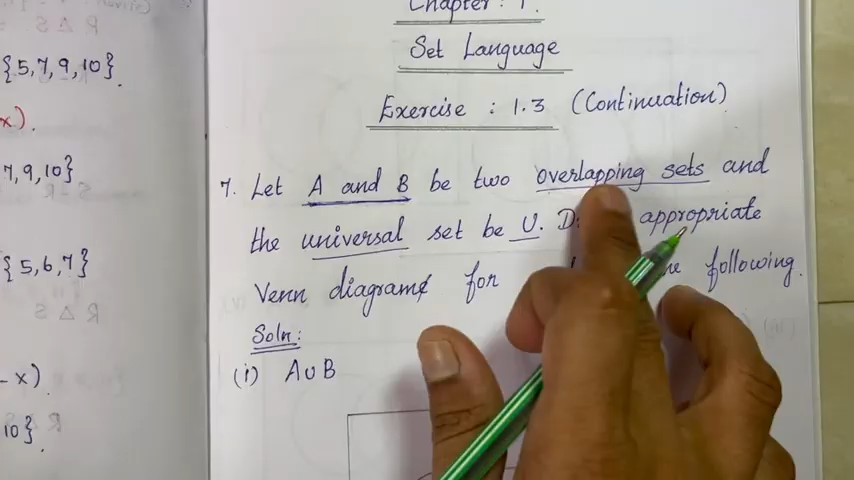 Chapter : 1.
Set Language
Exercise : 1.3 (Continuation)
7. Let A and B be two overlapping sets and
the universal set be U. appropriate
Venn diagram for following.
Soln:
(i) A∪B
{5,7,9,10}.
x).
7,9,10}
{5,6,7}
-x).
10}.